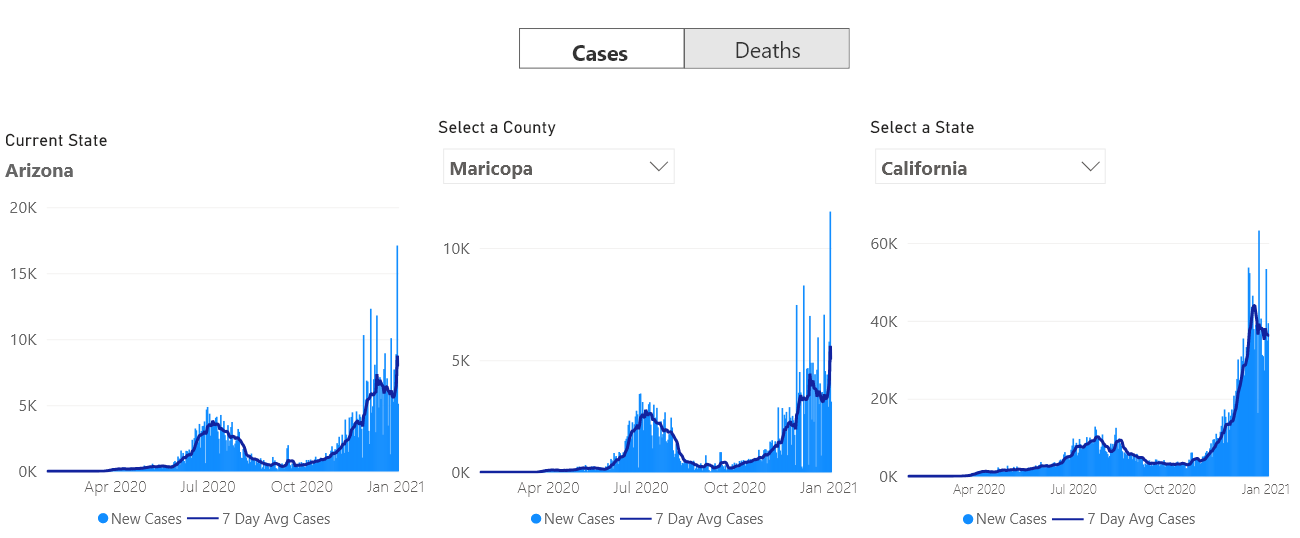 Cases Deaths
Current State
Arizona
20K
15K
10K
5K
0K
Apr 2020 Jul 2020 Oct 2020 Jan 2021
New Cases 7 Day Avg Cases
Select a County
Maricopa
10K
5K
0K
Apr 2020 Jul 2020 Oct 2020 Jan 2021
New Cases 7 Day Avg Cases
Select a State
California
60K
40K
20K
0K
Apr 2020 Jul 2020 Oct 2020 Jan 2021
New Cases 7 Day Avg Cases